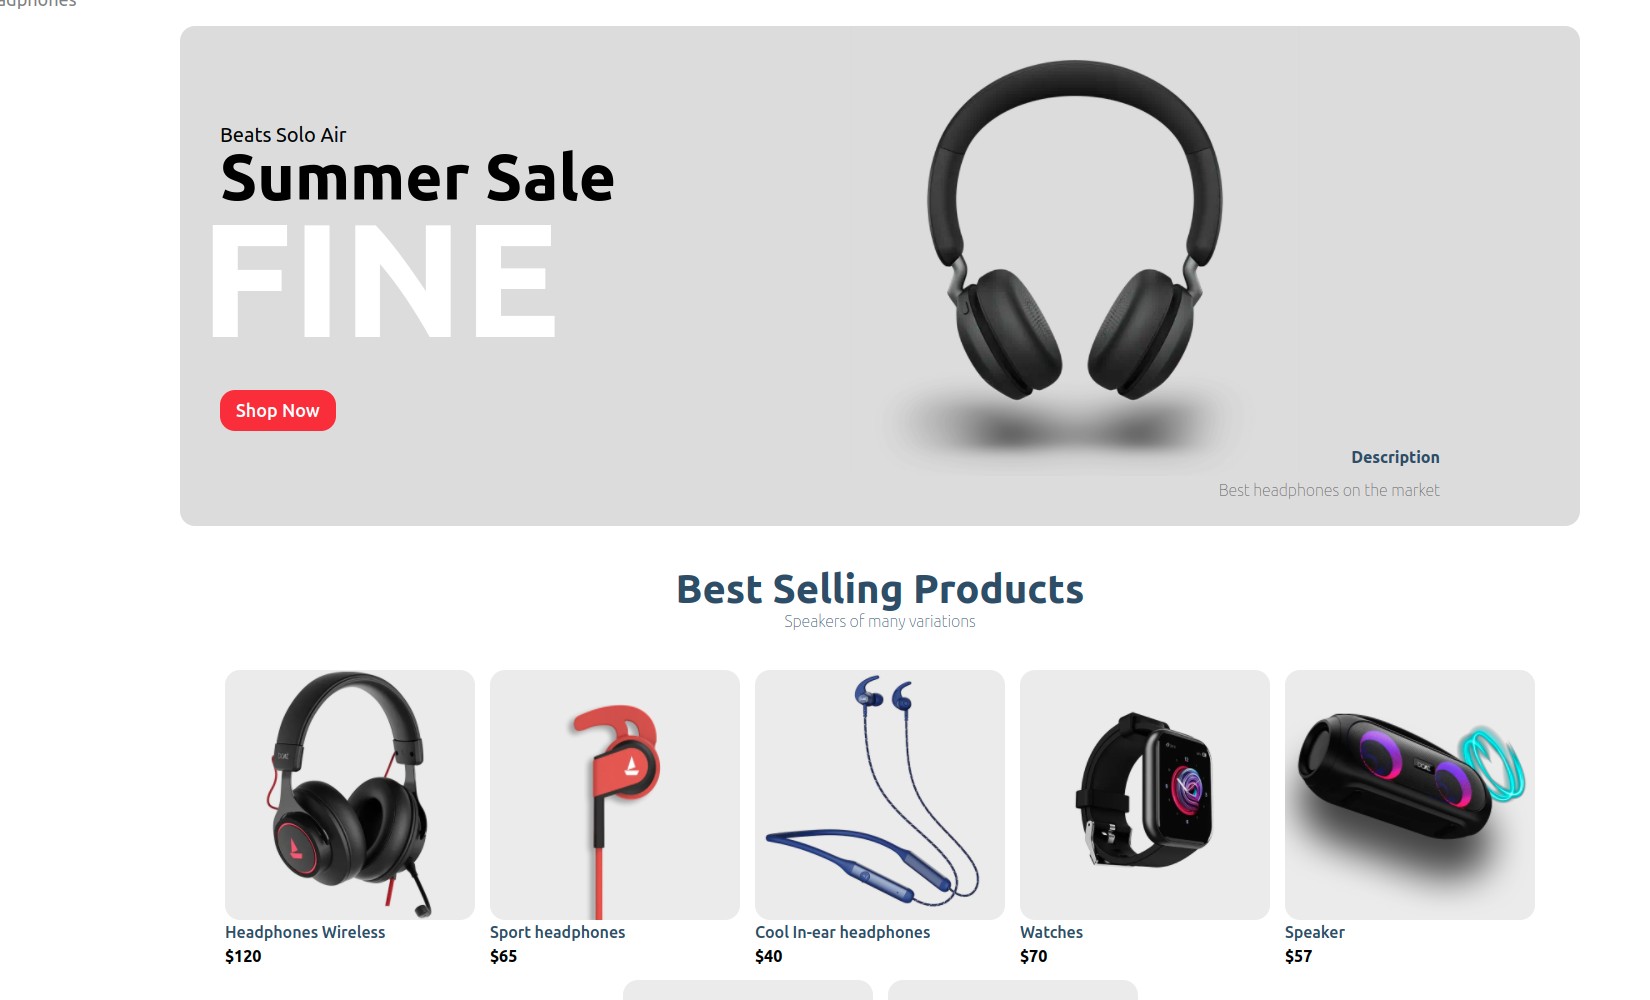 Beats Solo Air
Summer Sale
FINE
Shop Now
Description
Best headphones on the market
Best Selling Products
Speakers of many variations
Headphones Wireless
$120
Sport headphones
$65
Cool In-ear headphones
$40
Watches
$70
Speaker
$57